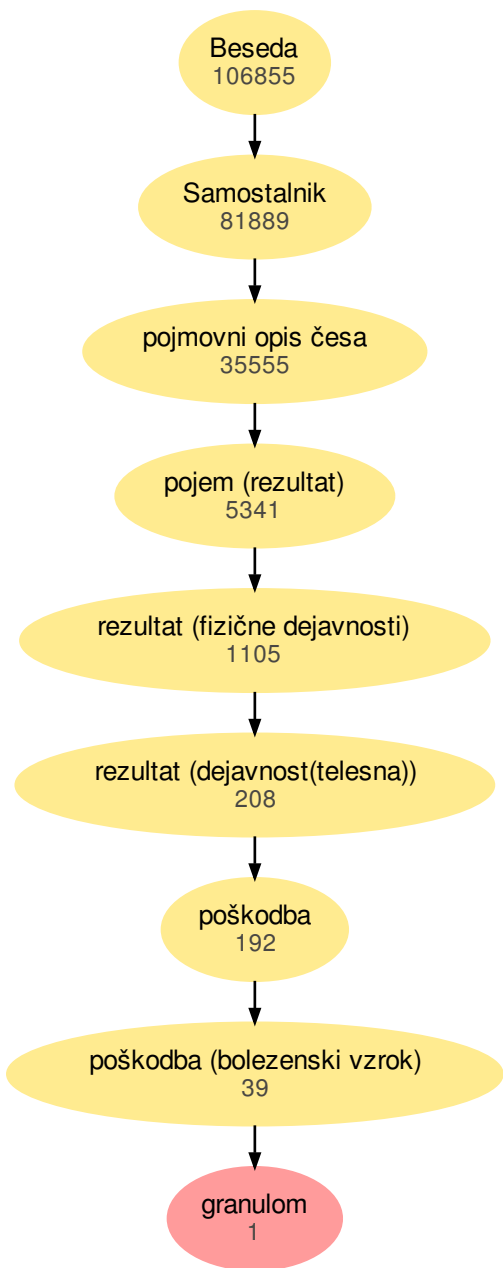 Beseda
106855
Samostalnik
81889
pojmovni opis česa
35555
pojem (rezultat)
5341
rezultat (fizične dejavnosti)
1105
rezultat (dejavnost(telesna))
208
poškodba
192
poškodba (bolezenski vzrok)
39
granulom
1